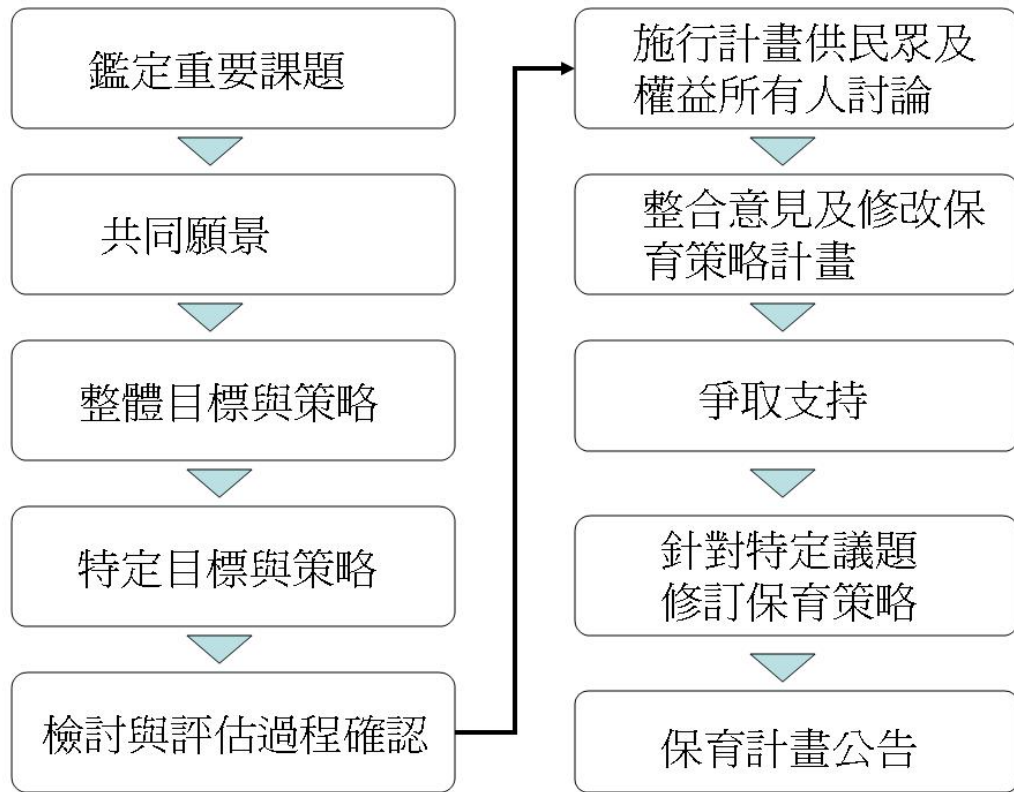 鑑定重要課題
共同願景
整體目標與策略
特定目標與策略
檢討與評估過程確認
施行計畫供民眾及
權益所有人討論
整合意見及修改保
育策略計畫
爭取支持
針對特定議題
修訂保育策略
保育計畫公告